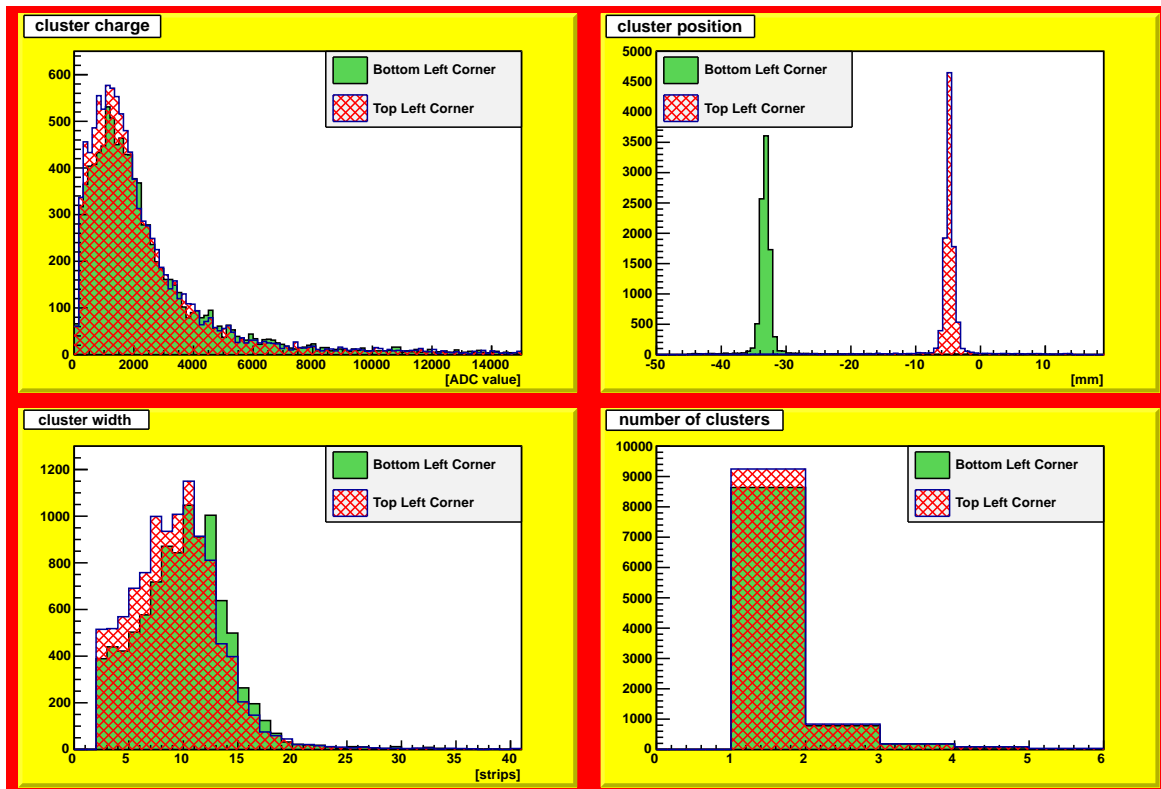 cluster charge
Bottom Left Corner
Top Left Corner
600
500
400
300
200
100
0
0 2000 4000 6000 8000 10000 12000 14000
[ADC value]
cluster position
Bottom Left Corner
Top Left Corner
5000
4500
4000
3500
3000
2500
2000
1500
1000
500
0
-50 -40 -30 -20 -10 0 10
[mm]
cluster width
Bottom Left Corner
Top Left Corner
1200
1000
800
600
400
200
0
0 5 10 15 20 25 30 35 40
[strips]
number of clusters
Bottom Left Corner
Top Left Corner
10000
9000
8000
7000
6000
5000
4000
3000
2000
1000
0
0 1 2 3 4 5 6